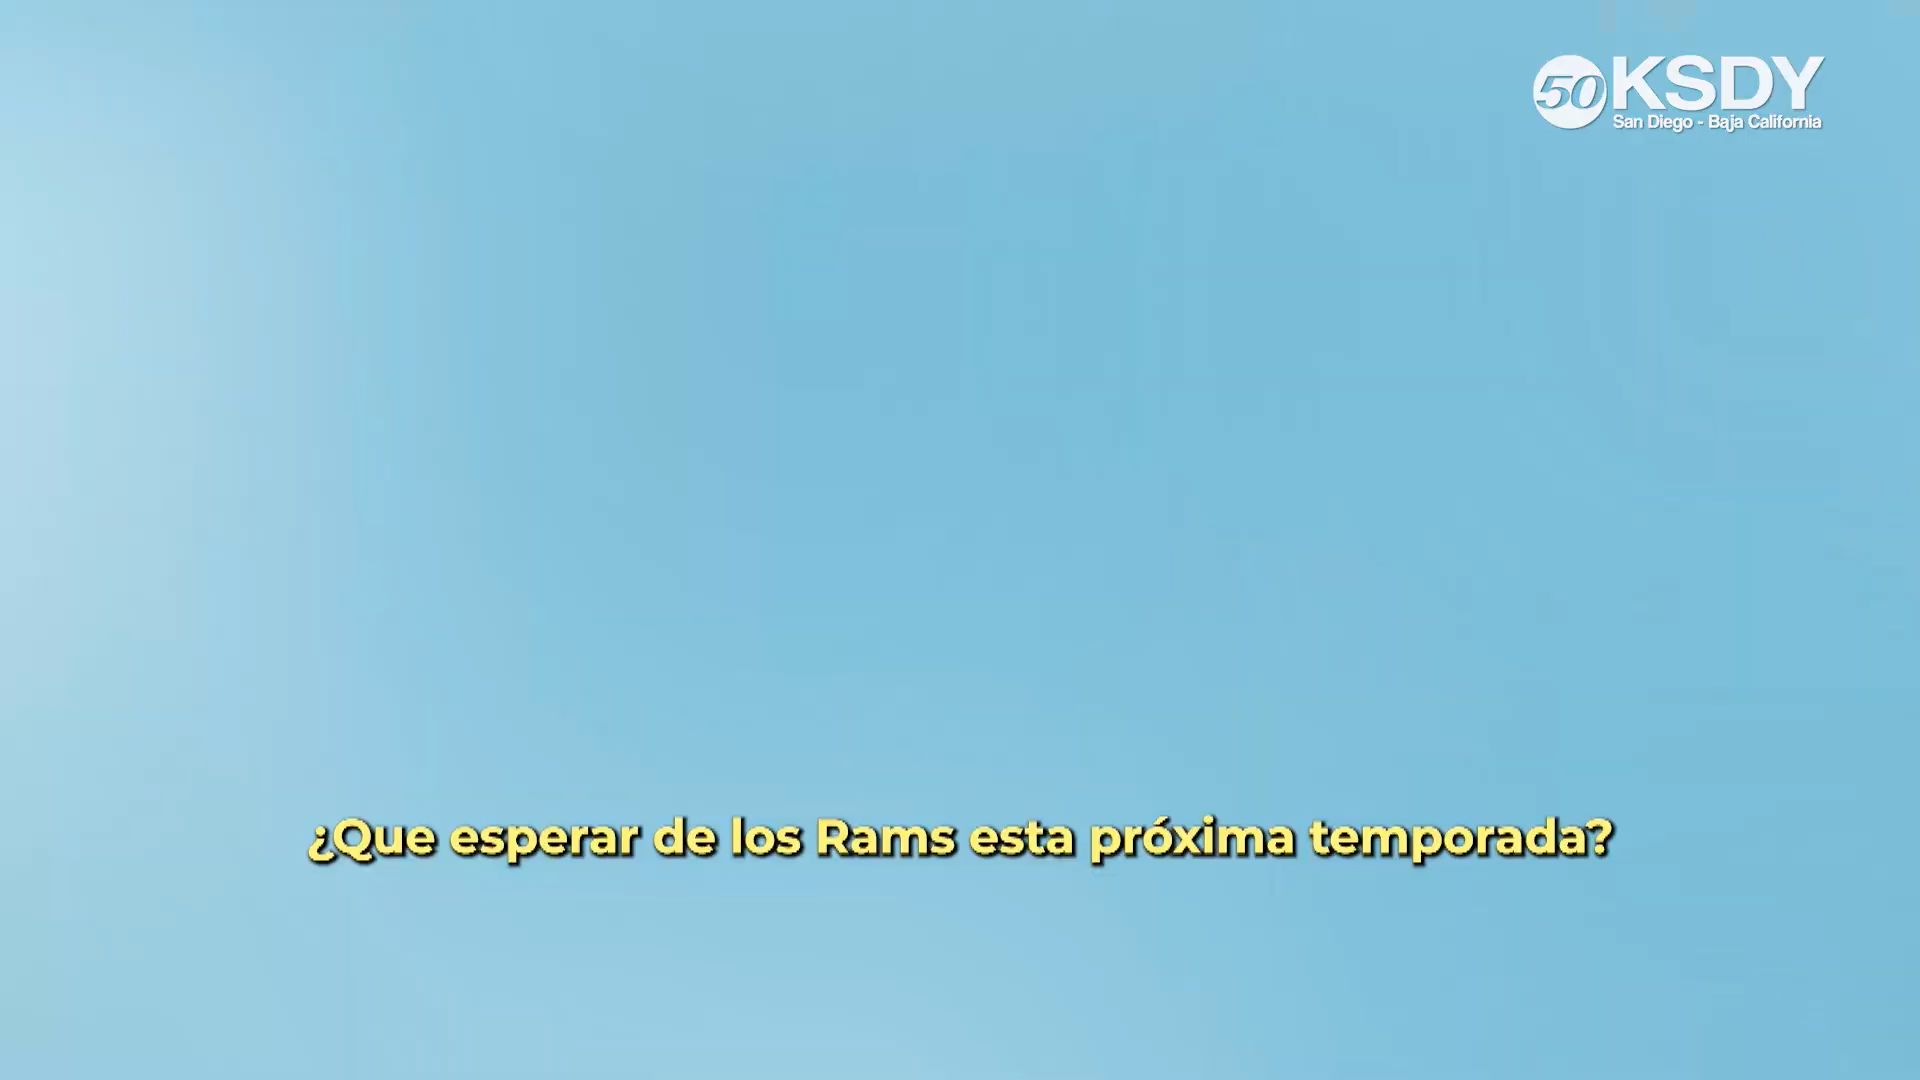 50 KSDY
San Diego - Baja California
¿Que esperar de los Rams esta próxima temporada?